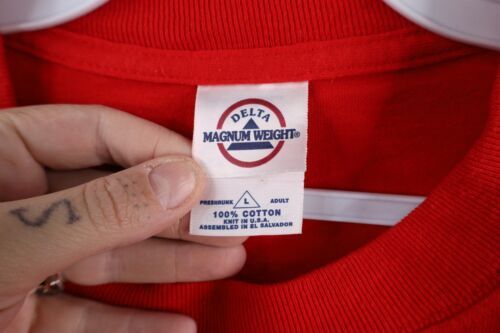 DELTA
MAGNUM WEIGHT®
PRESHRUNK L ADULT
100% COTTON
KNIT IN U.S.A.
ASSEMBLED IN EL SALVADOR
S